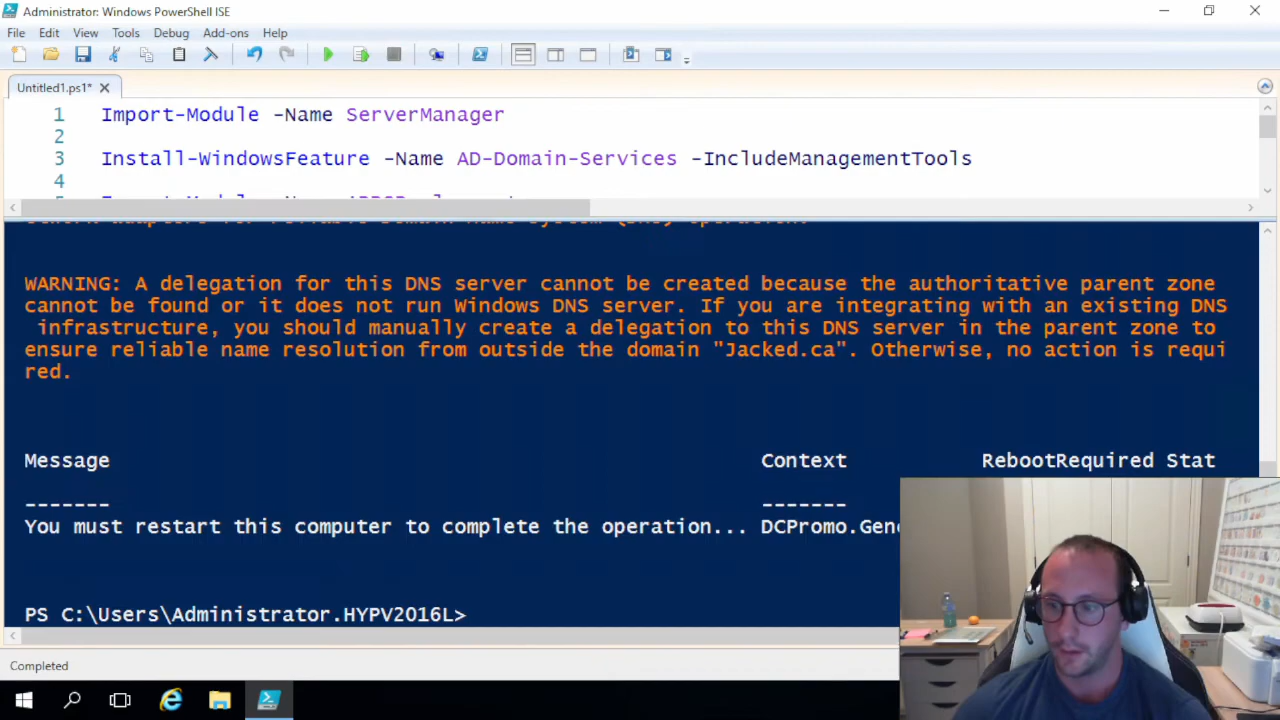 Administrator: Windows PowerShell ISE
File Edit View Tools Debug Add-ons Help
Untitled1.ps1*
1 Import-Module -Name ServerManager
2
3 Install-WindowsFeature -Name AD-Domain-Services -IncludeManagementTools
4
WARNING: A delegation for this DNS server cannot be created because the authoritative parent zone
cannot be found or it does not run Windows DNS server. If you are integrating with an existing DNS
infrastructure, you should manually create a delegation to this DNS server in the parent zone to
ensure reliable name resolution from outside the domain "Jacked.ca". Otherwise, no action is requi
red.
Message Context RebootRequired Stat
------- -------
You must restart this computer to complete the operation... DCPromo.Gene
PS C:\Users\Administrator.HYPV2016L>
Completed